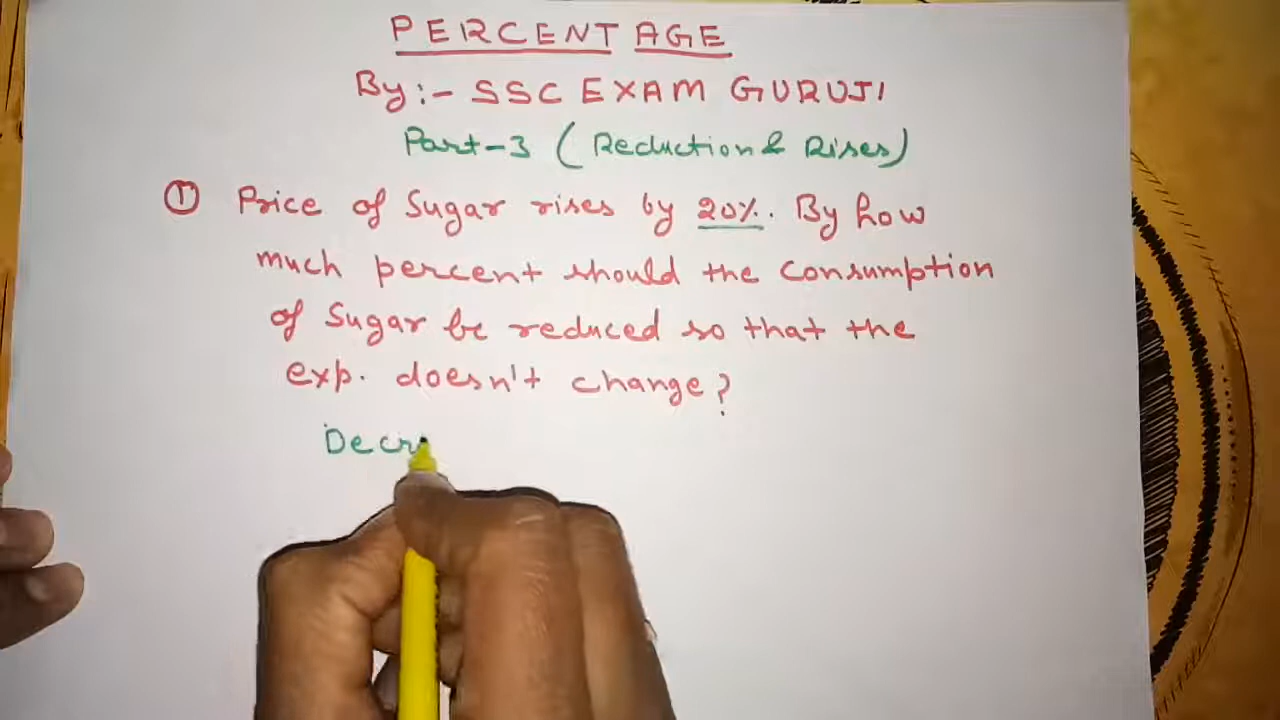 PERCENTAGE
By:- SSC EXAM GURUJI
Part-3 (Reduction & Rises)
① Price of Sugar rises by 20%. By how
much percent should the consumption
of Sugar be reduced so that the
exp. doesn't change?
Decr